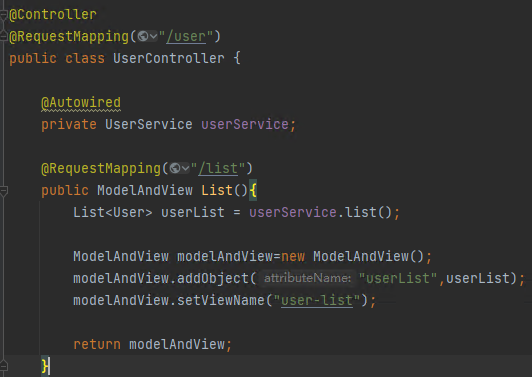 @Controller
@RequestMapping("/user")
public class UserController {
@Autowired
private UserService userService;
@RequestMapping("/list")
public ModelAndView List(){
List<User> userList = userService.list();
ModelAndView modelAndView=new ModelAndView();
modelAndView.addObject( attributeName: "userList",userList);
modelAndView.setViewName("user-list");
return modelAndView;
}